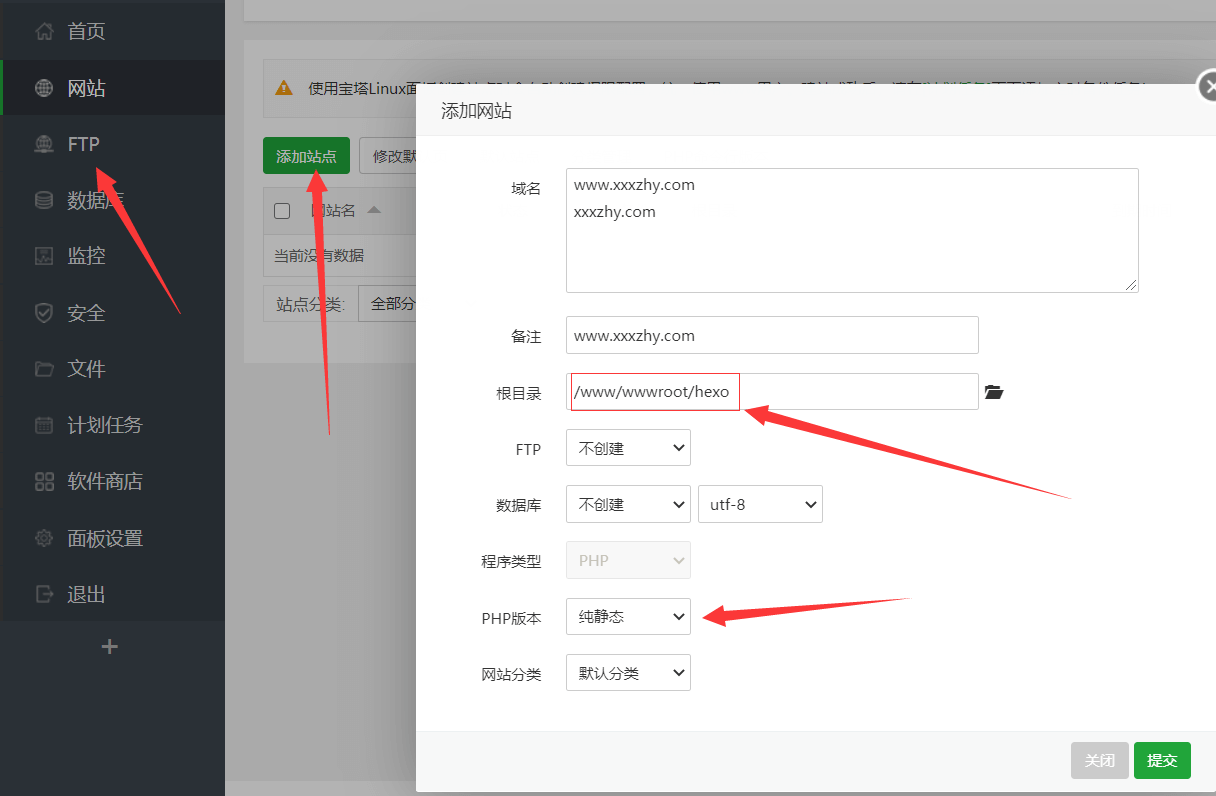 首页
网站
FTP
数据库
监控
安全
文件
计划任务
软件商店
面板设置
退出
使用宝塔Linux面
添加站点
修改默
网站名
当前没有数据
站点分类:
全部分
添加网站
域名
www.xxxzhy.com
xxxzhy.com
备注
www.xxxzhy.com
根目录
/www/wwwroot/hexo
FTP
不创建
数据库
不创建
utf-8
程序类型
PHP
PHP版本
纯静态
网站分类
默认分类
关闭
提交